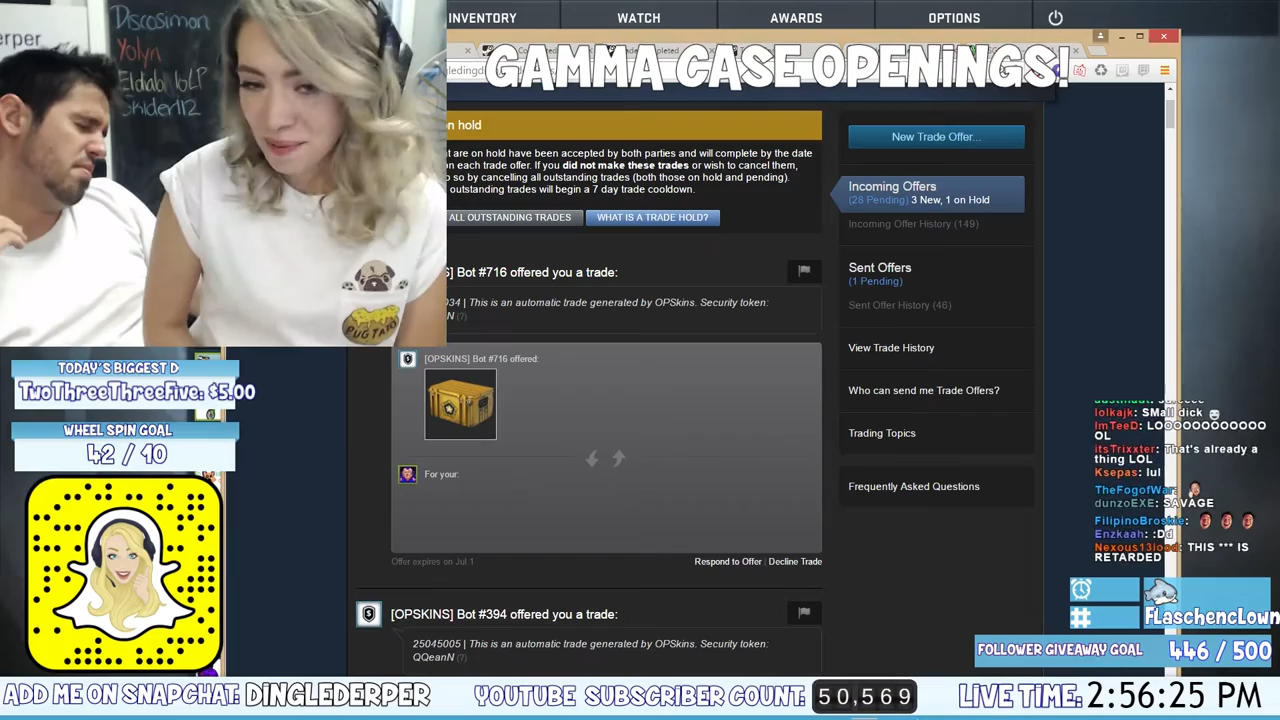 INVENTORY WATCH AWARDS OPTIONS
GAMMA CASE OPENINGS!
Discosimon
Yolyn
erper
on hold
at are on hold have been accepted by both parties and will complete by the date
on each trade offer. If you did not make these trades or wish to cancel them,
o so by cancelling all outstanding trades (both those on hold and pending).
outstanding trades will begin a 7 day trade cooldown.
ALL OUTSTANDING TRADES WHAT IS A TRADE HOLD?
New Trade Offer...
Incoming Offers
(28 Pending) 3 New, 1 on Hold
Incoming Offer History (149)
Sent Offers
(1 Pending)
Sent Offer History (46)
View Trade History
Who can send me Trade Offers?
Trading Topics
Frequently Asked Questions
] Bot #716 offered you a trade:
034 | This is an automatic trade generated by OPSkins. Security token:
N (?)
[OPSKINS] Bot #716 offered:
For your:
Offer expires on Jul 1
Respond to Offer | Decline Trade
[OPSKINS] Bot #394 offered you a trade:
25045005 | This is an automatic trade generated by OPSkins. Security token:
QQeanN (?)
PUGTATO
TODAY'S BIGGEST D
TwoThreeThreeFive: $5.00
WHEEL SPIN GOAL
42 / 10
lolkajk: SMall dick
ImTeeD: LOOOOOOOOOOO
OL
itsTrixxter: That's already a
thing LOL
Ksepas: lul
TheFogofWar:
dunzoEXE: SAVAGE
FilipinoBroskie:
Enzkaah: :Dd
Nexous13lood: THIS *** IS
RETARDED
FlaschenClown
FOLLOWER GIVEAWAY GOAL 446 / 500
ADD ME ON SNAPCHAT: DINGLEDERPER YOUTUBE SUBSCRIBER COUNT: 50,569 LIVE TIME: 2:56:25 PM